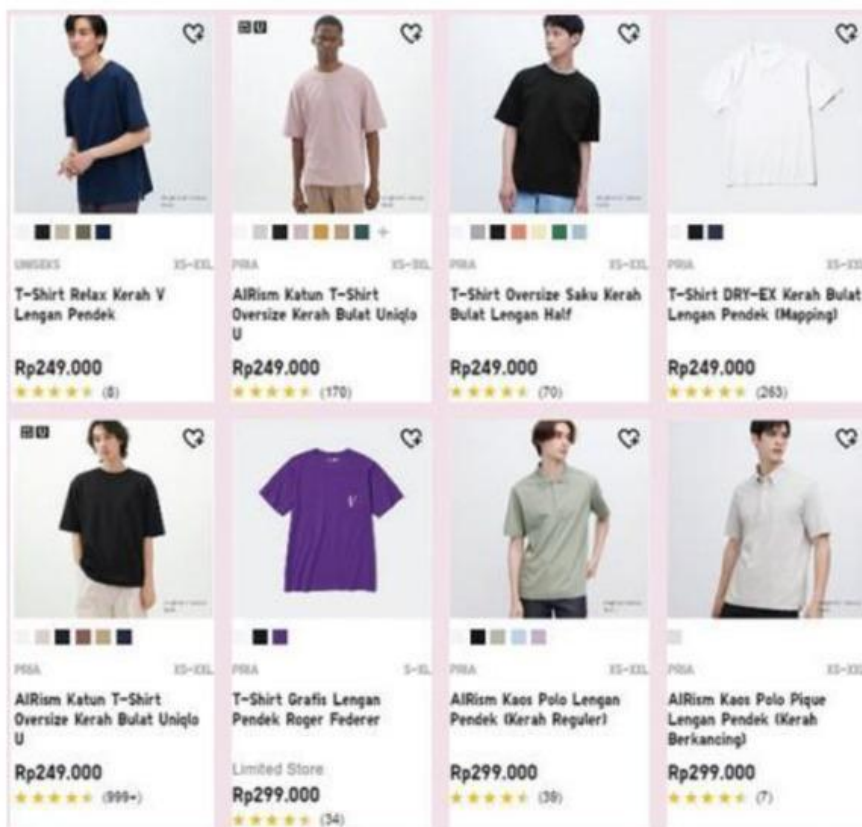 UNISEKS XS-XXL
T-Shirt Relax Kerah V
Lengan Pendek
Rp249.000
(8)
PRIA XS-3XL
AIRism Katun T-Shirt
Oversize Kerah Bulat Uniqlo
U
Rp249.000
(170)
PRIA XS-XXL
T-Shirt Oversize Saku Kerah
Bulat Lengan Half
Rp249.000
(70)
PRIA XS-XXL
T-Shirt DRY-EX Kerah Bulat
Lengan Pendek (Mapping)
Rp249.000
(263)
PRIA XS-XXL
AIRism Katun T-Shirt
Oversize Kerah Bulat Uniqlo
U
Rp249.000
(999+)
PRIA S-XL
T-Shirt Grafis Lengan
Pendek Roger Federer
Limited Store
Rp299.000
(34)
PRIA XS-XXL
AIRism Kaos Polo Lengan
Pendek (Kerah Reguler)
Rp299.000
(39)
PRIA XS-XXL
AIRism Kaos Polo Pique
Lengan Pendek (Kerah
Berkancing)
Rp299.000
(7)